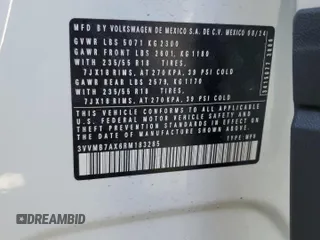 MFD BY VOLKSWAGEN DE MEXICO S.A. DE C.V. MEXICO 08/24
GVWR LBS 5071 KG 2300
GAWR FRONT LBS 2601, KG 1180
WITH 235/55 R18 TIRES,
7JX18 RIMS, AT 270 KPA, 39 PSI COLD
GAWR REAR LBS 2579, KG 1170
WITH 235/55 R18 TIRES,
7JX18 RIMS, AT 270 KPA, 39 PSI COLD
THIS VEHICLE CONFORMS TO ALL APPLICABLE
FEDERAL MOTOR VEHICLE SAFETY AND
THEFT PREVENTION STANDARDS IN EFFECT ON
THE DATE OF MANUFACTURE SHOWN ABOVE.
3VVMB7AX6RM183285 TYPE: MPV
DREAMBID